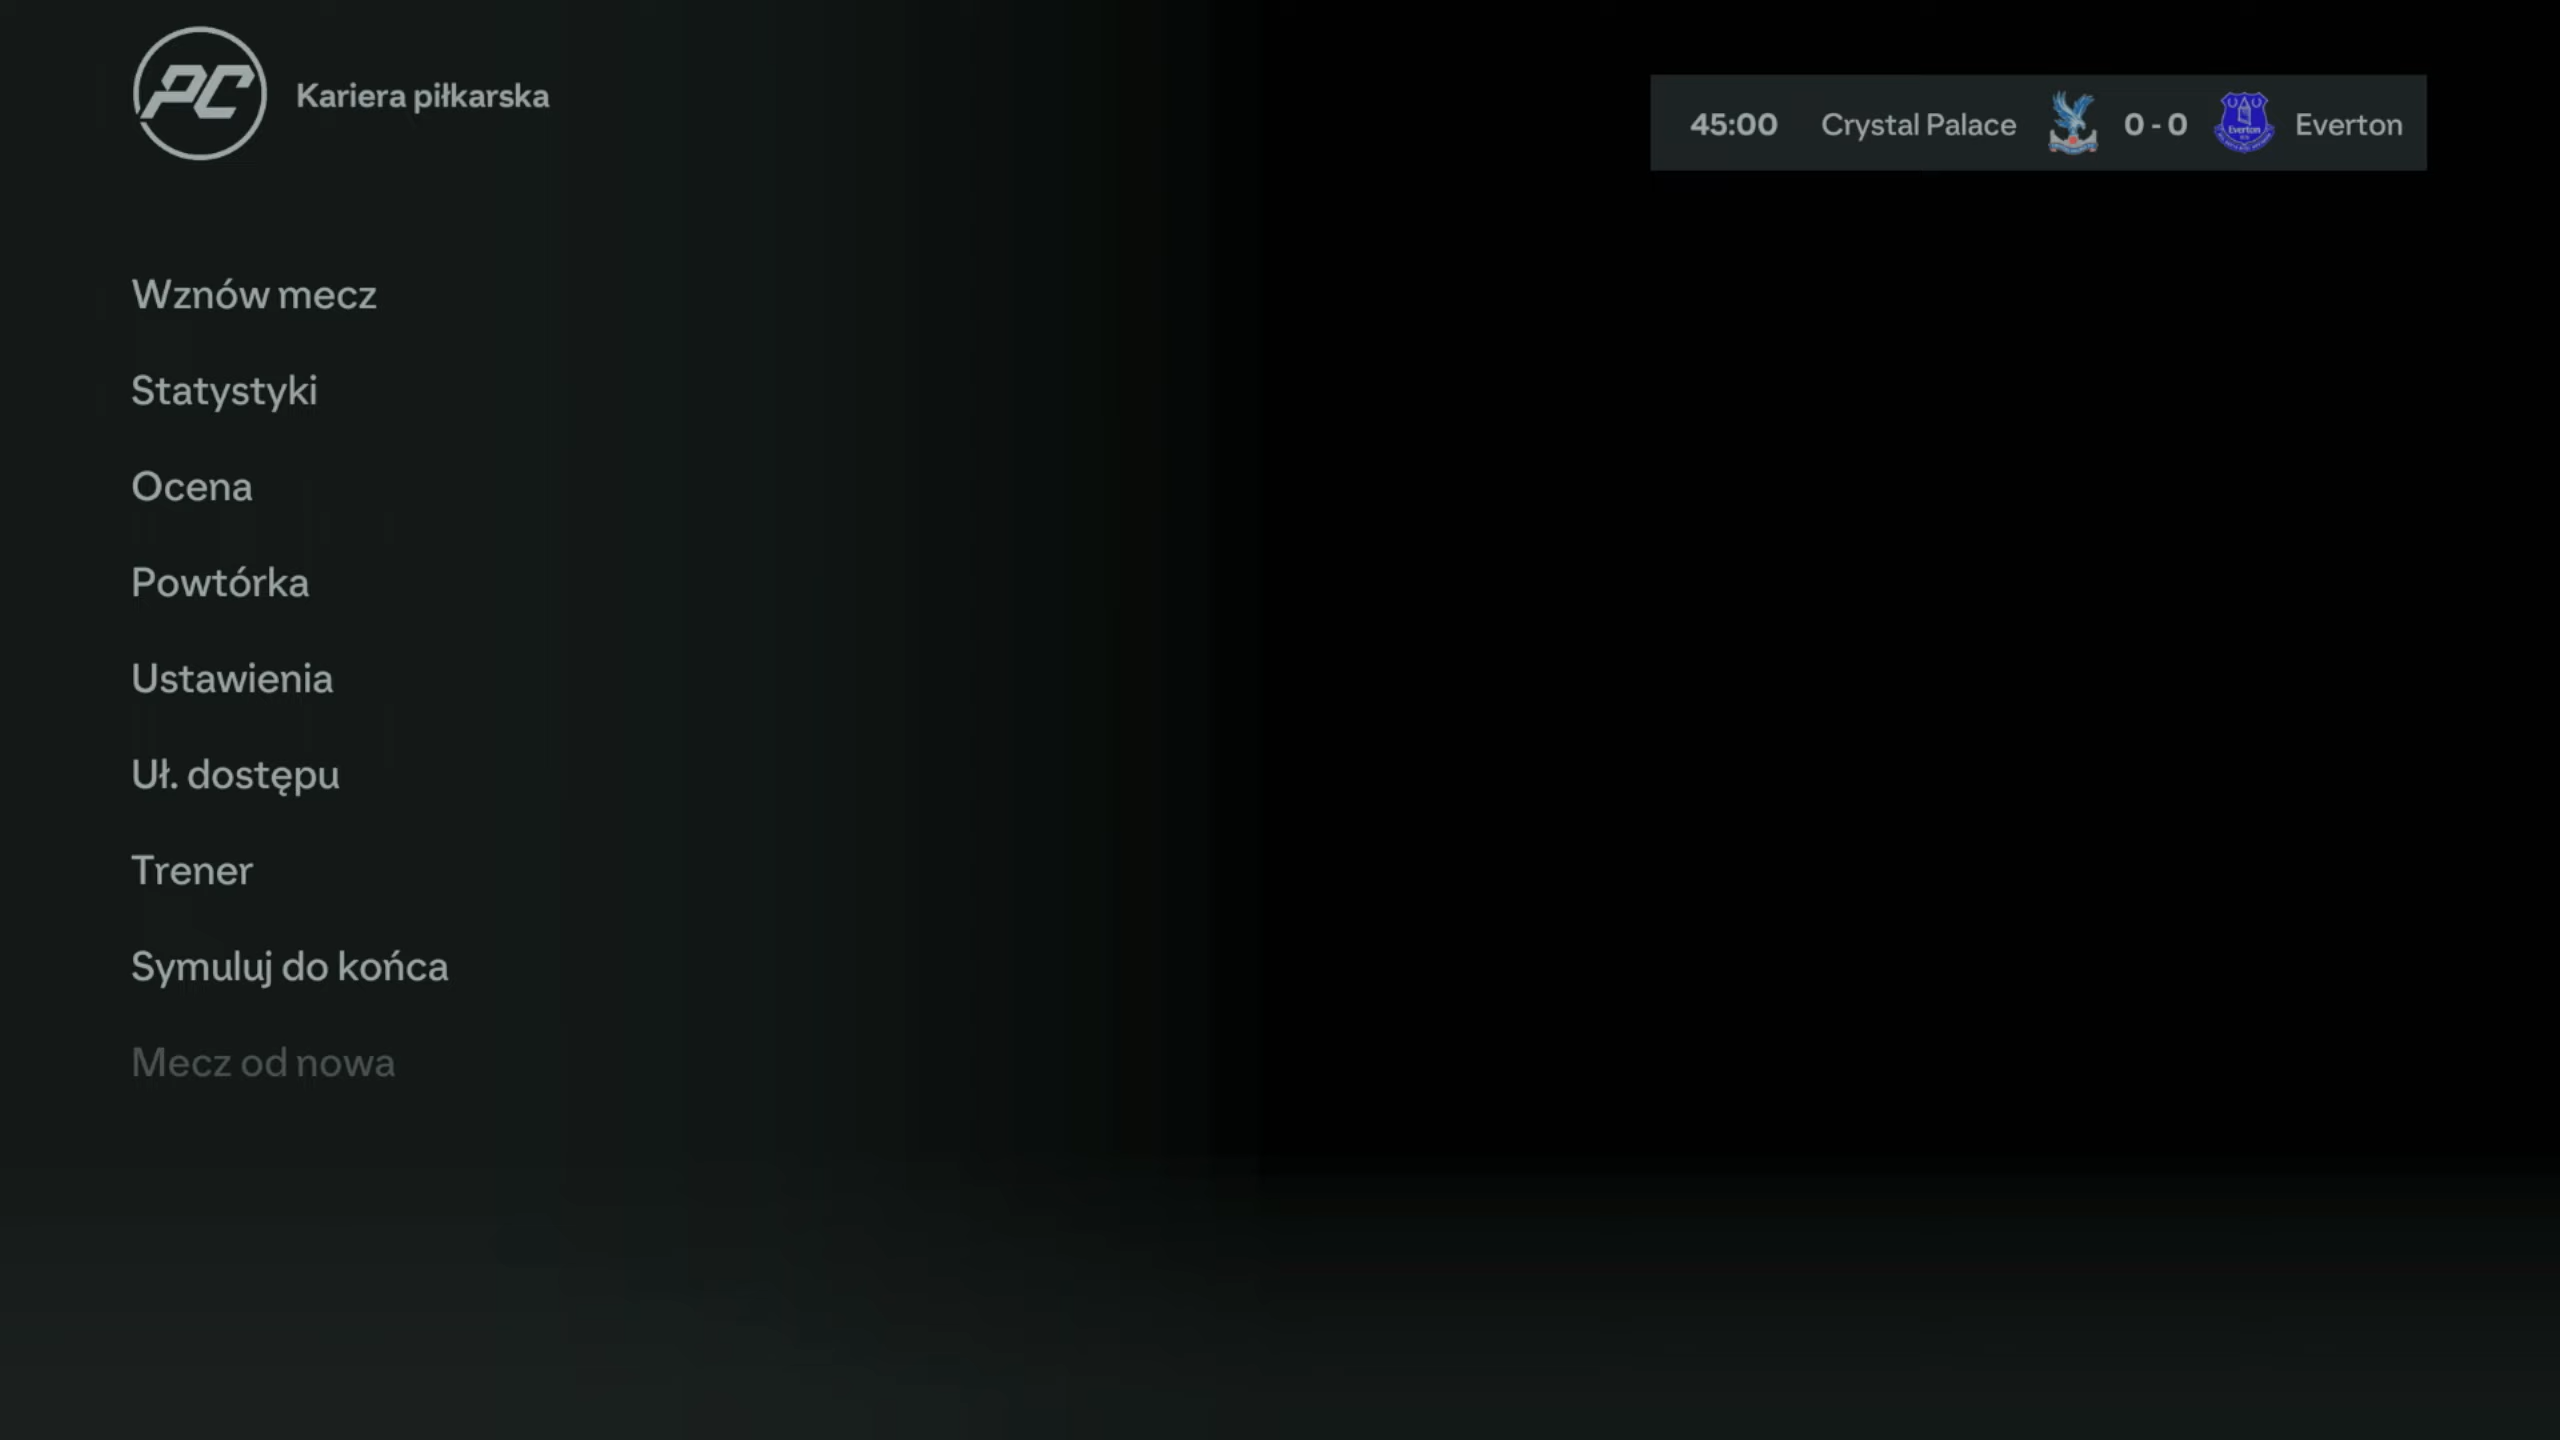 PC Kariera piłkarska
45:00 Crystal Palace 0 - 0 Everton Everton
Wznów mecz
Statystyki
Ocena
Powtórka
Ustawienia
Uł. dostępu
Trener
Symuluj do końca
Mecz od nowa